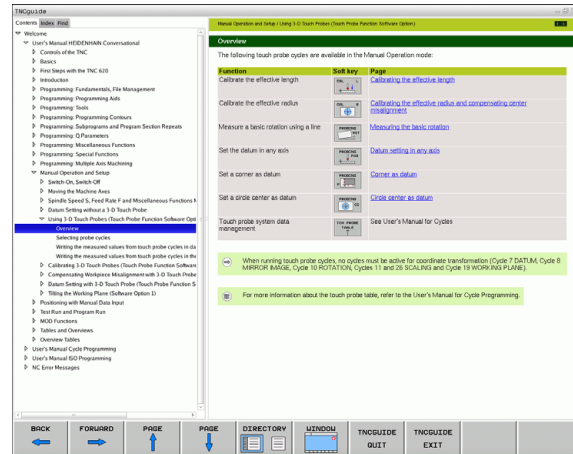 TNCguide
Contents Index Find
Manual Operation and Setup / Using 3-D Touch Probes (Touch Probe Function Software Option)
Welcome
User's Manual HEIDENHAIN Conversational
Controls of the TNC
Basics
First Steps with the TNC 620
Introduction
Programming: Fundamentals, File Management
Programming: Programming Aids
Programming: Tools
Programming: Programming Contours
Programming: Subprograms and Program Section Repeats
Programming: Q Parameters
Programming: Miscellaneous Functions
Programming: Special Functions
Programming: Multiple Axis Machining
Manual Operation and Setup
Switch-On, Switch-Off
Moving the Machine Axes
Spindle Speed S, Feed Rate F and Miscellaneous Functions M
Datum Setting without a 3-D Touch Probe
Using 3-D Touch Probes (Touch Probe Function Software Opti
Overview
Selecting probe cycles
Writing the measured values from touch probe cycles in da
Writing the measured values from touch probe cycles in the
Calibrating 3-D Touch Probes (Touch Probe Function Software
Compensating Workpiece Misalignment with 3-D Touch Probe
Datum Setting with 3-D Touch Probe (Touch Probe Function S
Tilting the Working Plane (Software Option 1)
Positioning with Manual Data Input
Test Run and Program Run
MOD Functions
Tables and Overviews
Overview Tables
User's Manual Cycle Programming
User's Manual ISO Programming
NC Error Messages
Overview
The following touch probe cycles are available in the Manual Operation mode:
Function Soft key Page
Calibrate the effective length CAL L Calibrating the effective length
Calibrate the effective radius CAL R Calibrating the effective radius and compensating center
misalignment
Measure a basic rotation using a line PROBING ROT Measuring the basic rotation
Set the datum in any axis PROBING POS Datum setting in any axis
Set a corner as datum PROBING P Corner as datum
Set a circle center as datum PROBING CC Circle center as datum
Touch probe system data TCH PROBE See User's Manual for Cycles
management TABLE
When running touch probe cycles, no cycles must be active for coordinate transformation (Cycle 7 DATUM, Cycle 8
MIRROR IMAGE, Cycle 10 ROTATION, Cycles 11 and 26 SCALING and Cycle 19 WORKING PLANE).
For more information about the touch probe table, refer to the User's Manual for Cycle Programming.
BACK FORWARD PAGE PAGE DIRECTORY WINDOW TNCGUIDE TNCGUIDE
QUIT EXIT